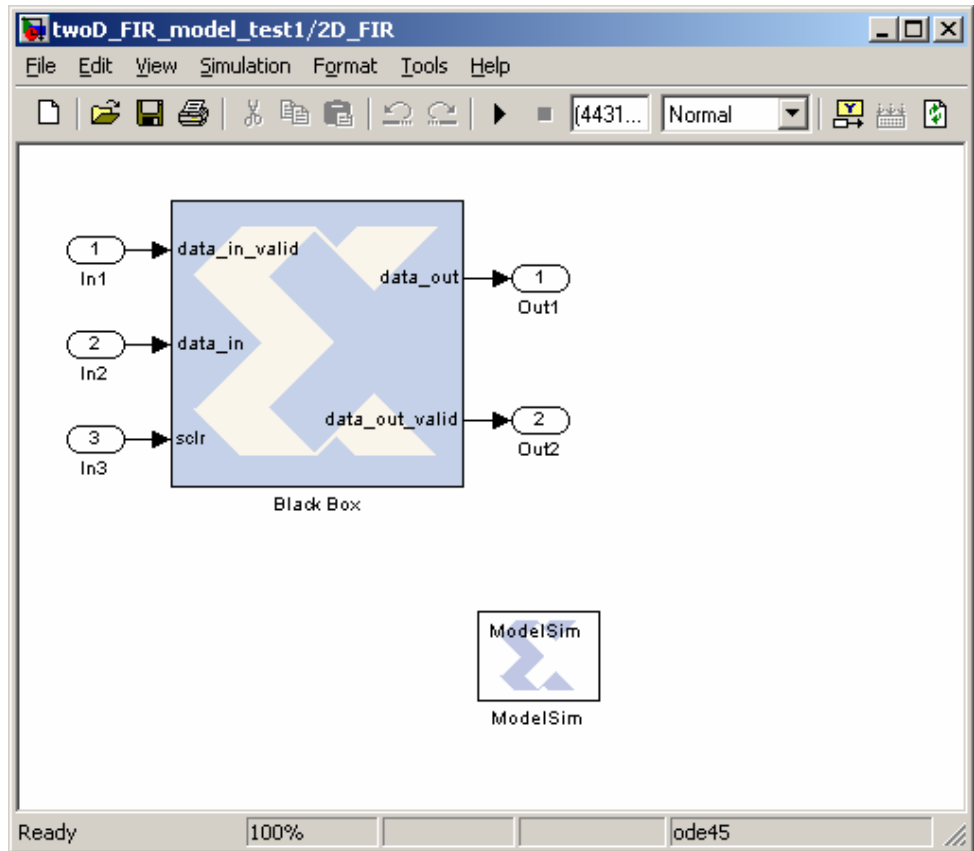 twoD_FIR_model_test1/2D_FIR
File Edit View Simulation Format Tools Help
(4431... Normal
1 data_in_valid
In1
data_out 1
Out1
2 data_in
In2
data_out_valid 2
Out2
3 sclr
In3
Black Box
ModelSim
ModelSim
Ready 100% ode45